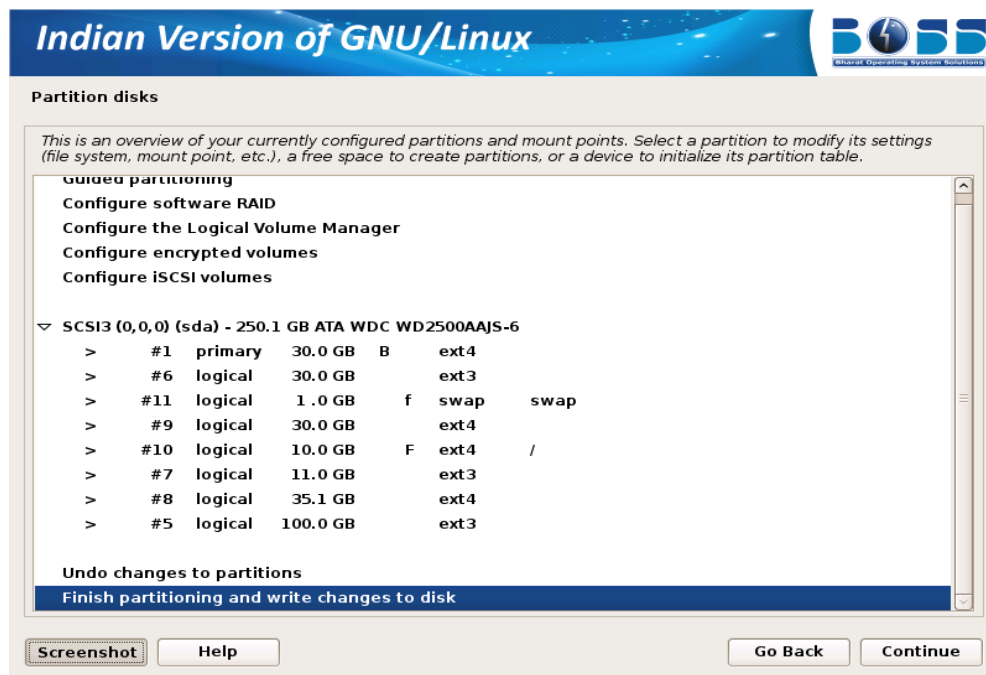 Indian Version of GNU/Linux
BOSS
Bharat Operating System Solutions
Partition disks
This is an overview of your currently configured partitions and mount points. Select a partition to modify its settings
(file system, mount point, etc.), a free space to create partitions, or a device to initialize its partition table.
Guided partitioning
Configure software RAID
Configure the Logical Volume Manager
Configure encrypted volumes
Configure iSCSI volumes
SCSI3 (0,0,0) (sda) - 250.1 GB ATA WDC WD2500AAJS-6
> #1 primary 30.0 GB B ext4
> #6 logical 30.0 GB ext3
> #11 logical 1 .0 GB f swap swap
> #9 logical 30.0 GB ext4
> #10 logical 10.0 GB F ext4 /
> #7 logical 11.0 GB ext3
> #8 logical 35.1 GB ext4
> #5 logical 100.0 GB ext3
Undo changes to partitions
Finish partitioning and write changes to disk
Screenshot Help Go Back Continue